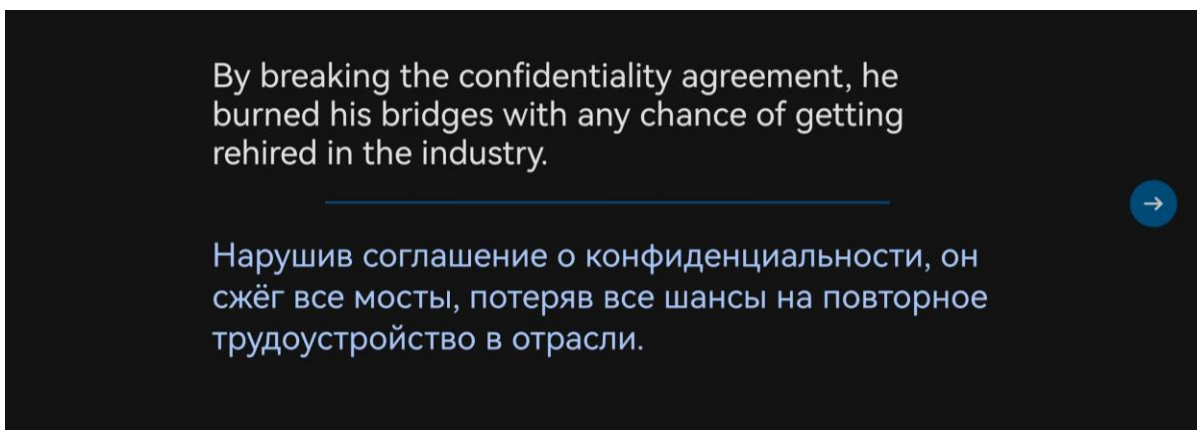 By breaking the confidentiality agreement, he
burned his bridges with any chance of getting
rehired in the industry.
Нарушив соглашение о конфиденциальности, он
сжёг все мосты, потеряв все шансы на повторное
трудоустройство в отрасли.